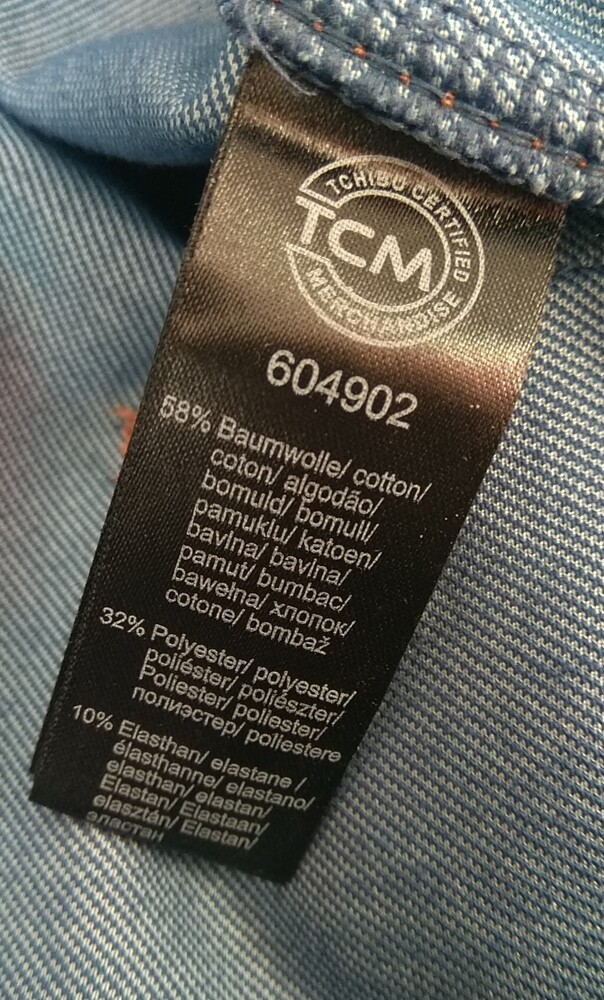 TCHIBO CERTIFIED
TCM
MERCHANDISE
604902
58% Baumwolle/ cotton/
coton/ algodão/
bomuld/ bomull/
pamuklu/ katoen/
bavlna/ bavlna/
pamut/ bumbac/
bawełna/ хлопок/
cotone/ bombaž
32% Polyester/ polyester/
poliéster/ poliészter/
Poliester/ poliester/
полиэстер/ poliestere
10% Elasthan/ elastane /
élasthanne/ elastano/
elasthan/ elastan/
Elastan/ Elastaan/
elasztán/ Elastan/
эластан